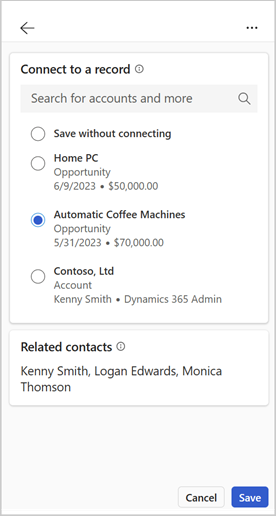 Connect to a record
Search for accounts and more
Save without connecting
Home PC
Opportunity
6/9/2023 • $50,000.00
Automatic Coffee Machines
Opportunity
5/31/2023 • $70,000.00
Contoso, Ltd
Account
Kenny Smith • Dynamics 365 Admin
Related contacts
Kenny Smith, Logan Edwards, Monica
Thomson
Cancel
Save